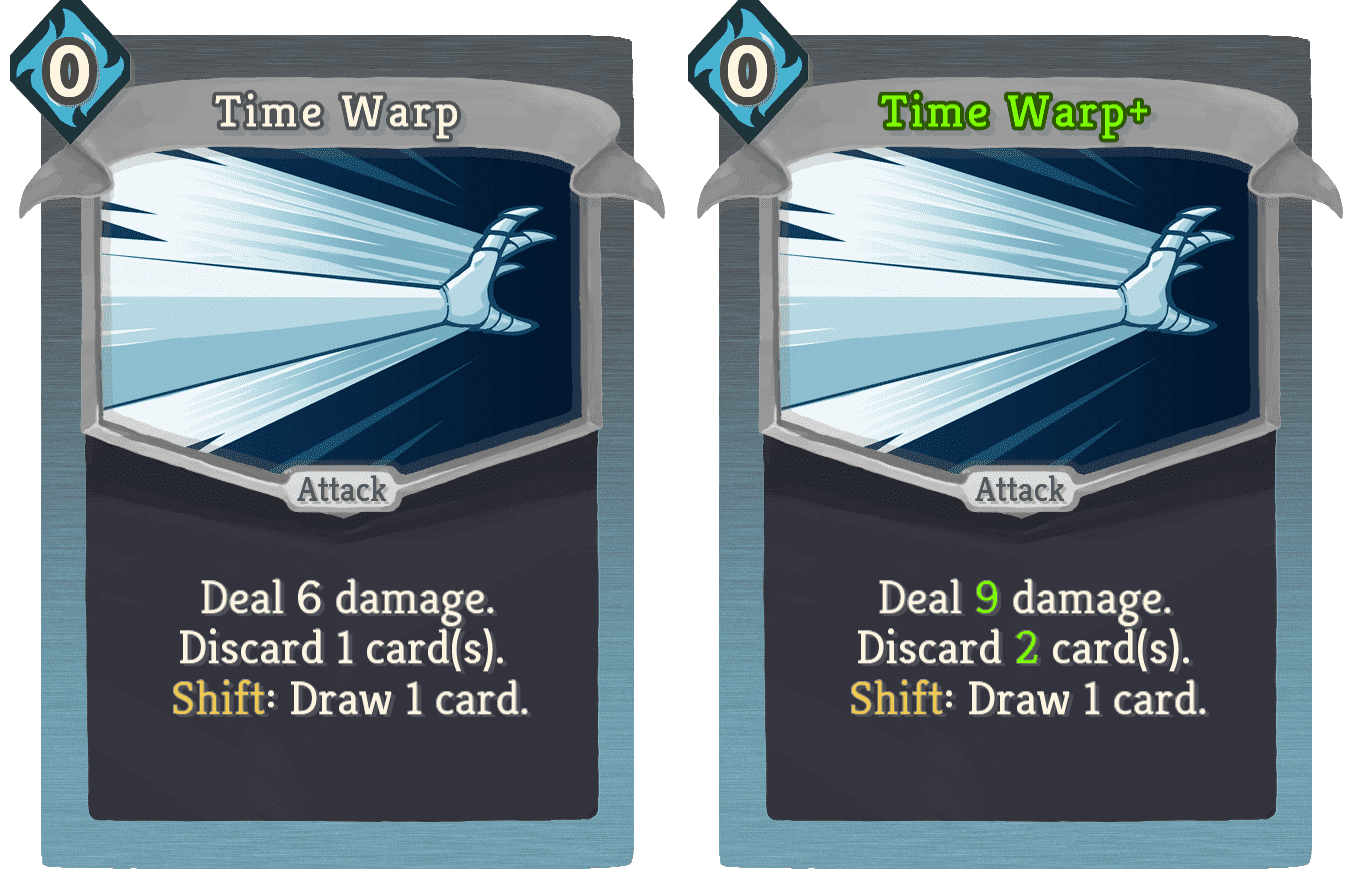 0
Time Warp
Attack
Deal 6 damage.
Discard 1 card(s).
Shift: Draw 1 card.
0
Time Warp+
Attack
Deal 9 damage.
Discard 2 card(s).
Shift: Draw 1 card.